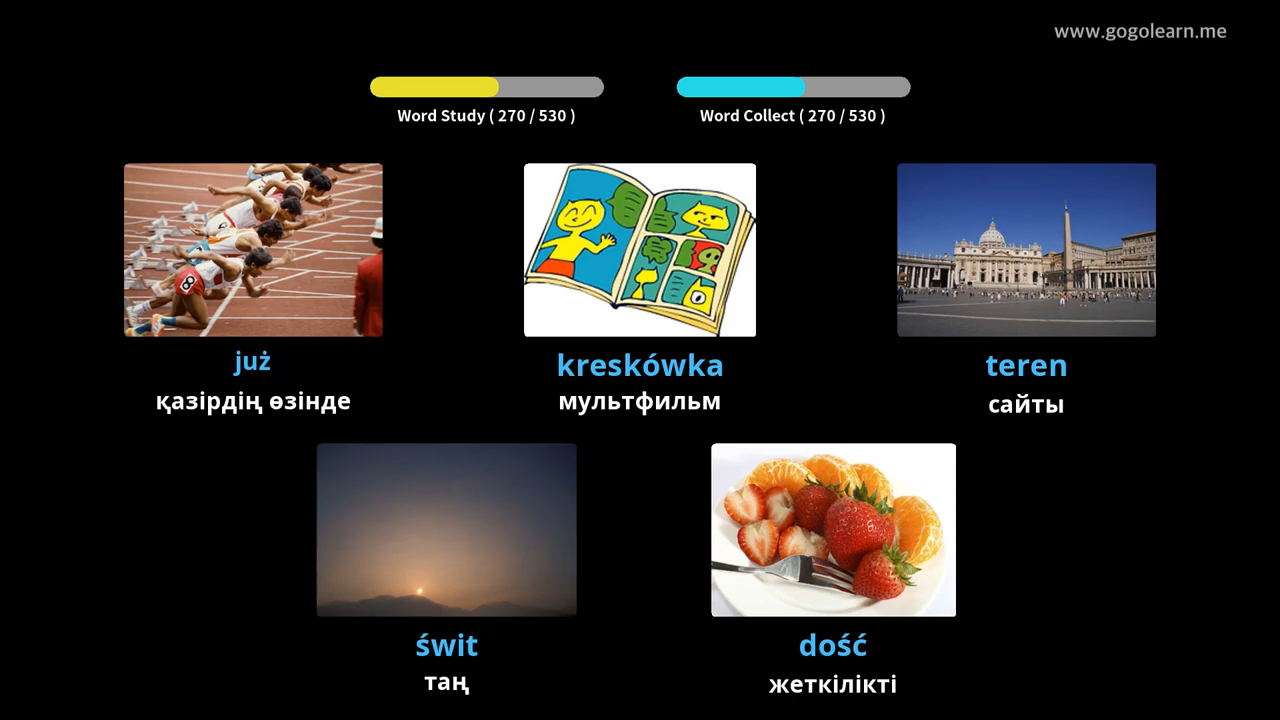 www.gogolearn.me
Word Study ( 270 / 530 )
Word Collect ( 270 / 530 )
już
қазірдің өзінде
kreskówka
мультфильм
teren
сайты
świt
таң
dość
жеткілікті